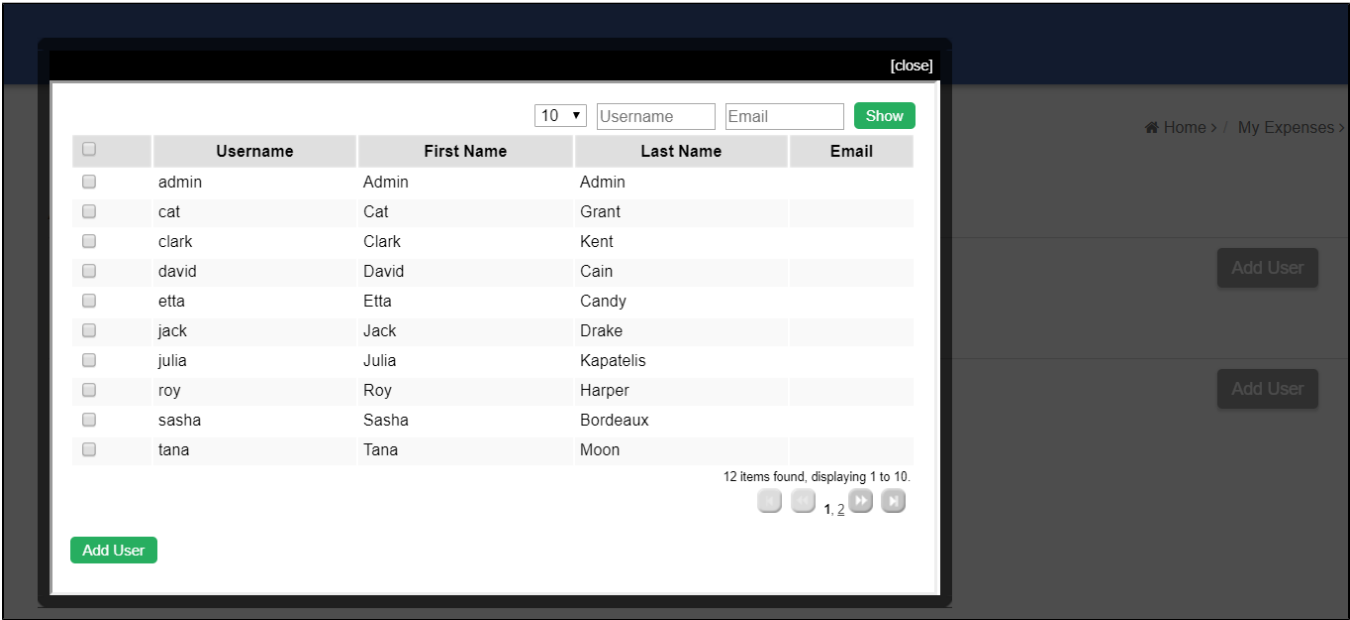 [close]
10 Username Email Show
Home > / My Expenses >
Username First Name Last Name Email
admin Admin Admin
cat Cat Grant
clark Clark Kent
david David Cain
Add User
etta Etta Candy
jack Jack Drake
julia Julia Kapatelis
roy Roy Harper
Add User
sasha Sasha Bordeaux
tana Tana Moon
12 items found, displaying 1 to 10.
1, 2
Add User